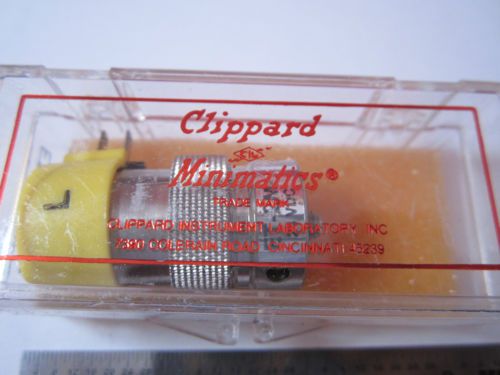 Clippard
Minimatics®
TRADE MARK
CLIPPARD INSTRUMENT LABORATORY, INC
7390 COLERAIN ROAD CINCINNATI 45239
L